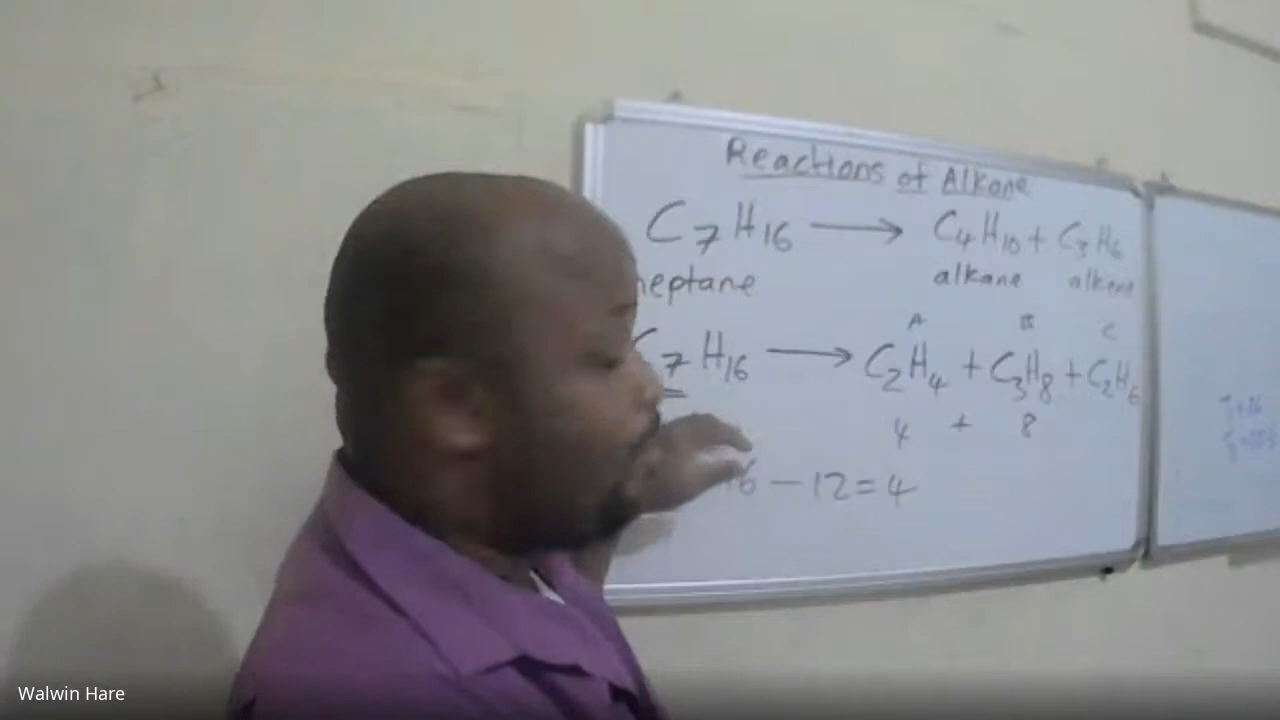 Reactions of Alkane
C₇H₁₆ → C₄H₁₀ + C₃H₆
heptane alkane alkene
A B C
C₇H₁₆ → C₂H₄ + C₃H₈ + C₂H₆
4 + 8
16 − 12 = 4
Walwin Hare